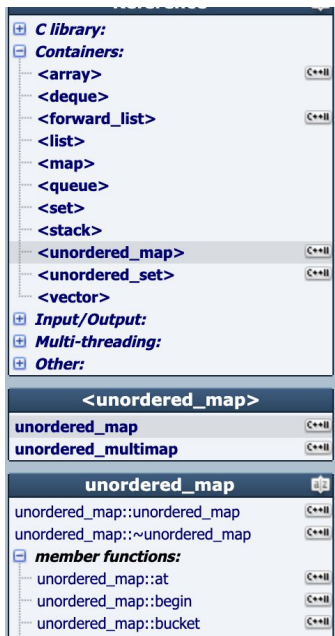 Reference
C library:
Containers:
<array> C++11
<deque>
<forward_list> C++11
<list>
<map>
<queue>
<set>
<stack>
<unordered_map> C++11
<unordered_set> C++11
<vector>
Input/Output:
Multi-threading:
Other:
<unordered_map>
unordered_map C++11
unordered_multimap C++11
unordered_map a|z
unordered_map::unordered_map C++11
unordered_map::~unordered_map C++11
member functions:
unordered_map::at C++11
unordered_map::begin C++11
unordered_map::bucket C++11